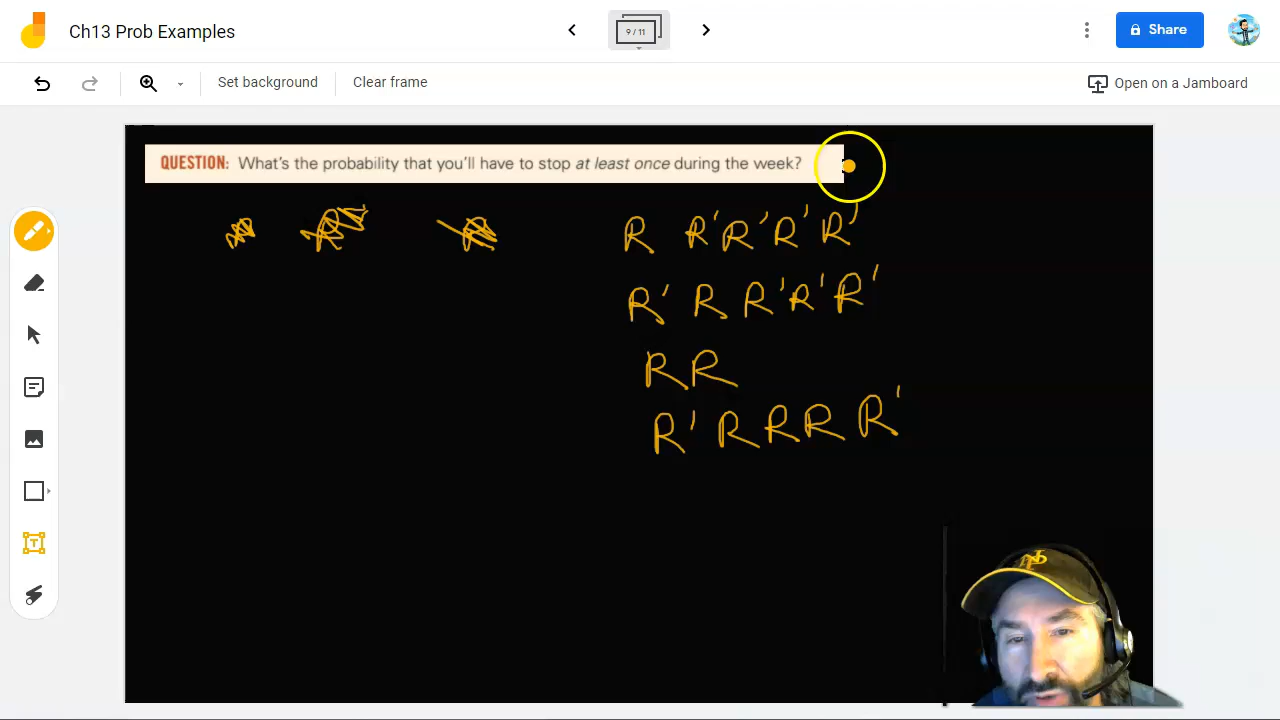 Ch13 Prob Examples
9 / 11
Share
Set background
Clear frame
Open on a Jamboard
QUESTION: What's the probability that you'll have to stop at least once during the week?
R R' R' R' R'
R' R R' R' R'
R R
R' R R R R'
T